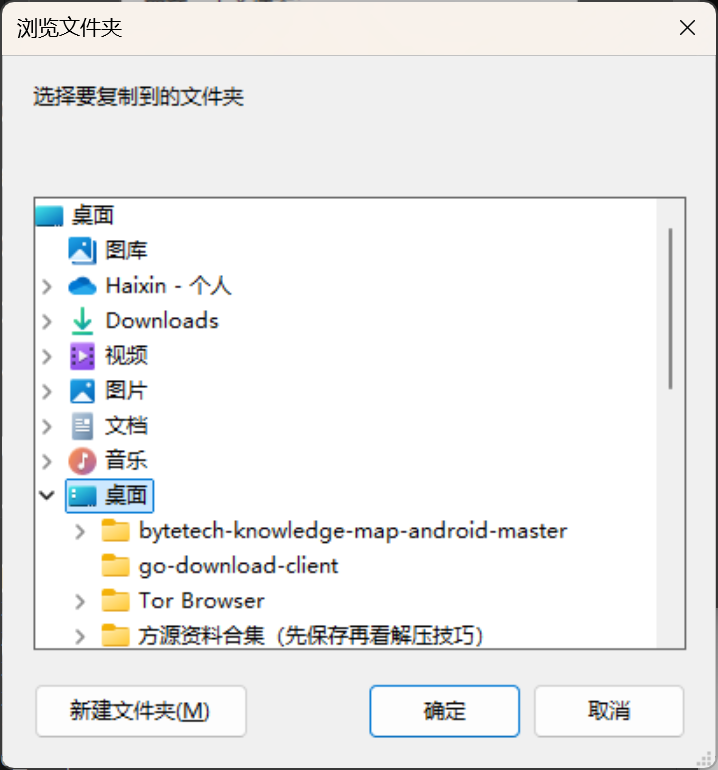 浏览文件夹
选择要复制到的文件夹
桌面
图库
Haixin - 个人
Downloads
视频
图片
文档
音乐
桌面
bytetech-knowledge-map-android-master
go-download-client
Tor Browser
方源资料合集（先保存再看解压技巧）
新建文件夹(M) 确定 取消